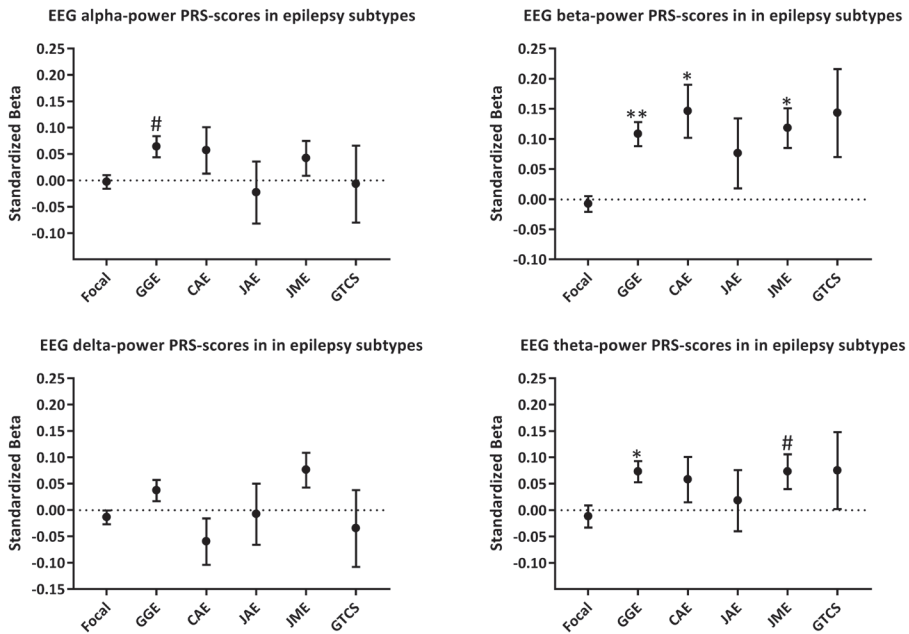 EEG alpha-power PRS-scores in epilepsy subtypes
Standardized Beta
0.25
0.20
0.15
0.10
0.05
0.00
-0.05
-0.10
#
Focal
GGE
CAE
JAE
JME
GTCS
EEG beta-power PRS-scores in in epilepsy subtypes
Standardized Beta
0.25
0.20
0.15
0.10
0.05
0.00
-0.05
-0.10
**
*
*
Focal
GGE
CAE
JAE
JME
GTCS
EEG delta-power PRS-scores in in epilepsy subtypes
Standardized Beta
0.25
0.20
0.15
0.10
0.05
0.00
-0.05
-0.10
-0.15
Focal
GGE
CAE
JAE
JME
GTCS
EEG theta-power PRS-scores in in epilepsy subtypes
Standardized Beta
0.25
0.20
0.15
0.10
0.05
0.00
-0.05
-0.10
*
#
Focal
GGE
CAE
JAE
JME
GTCS